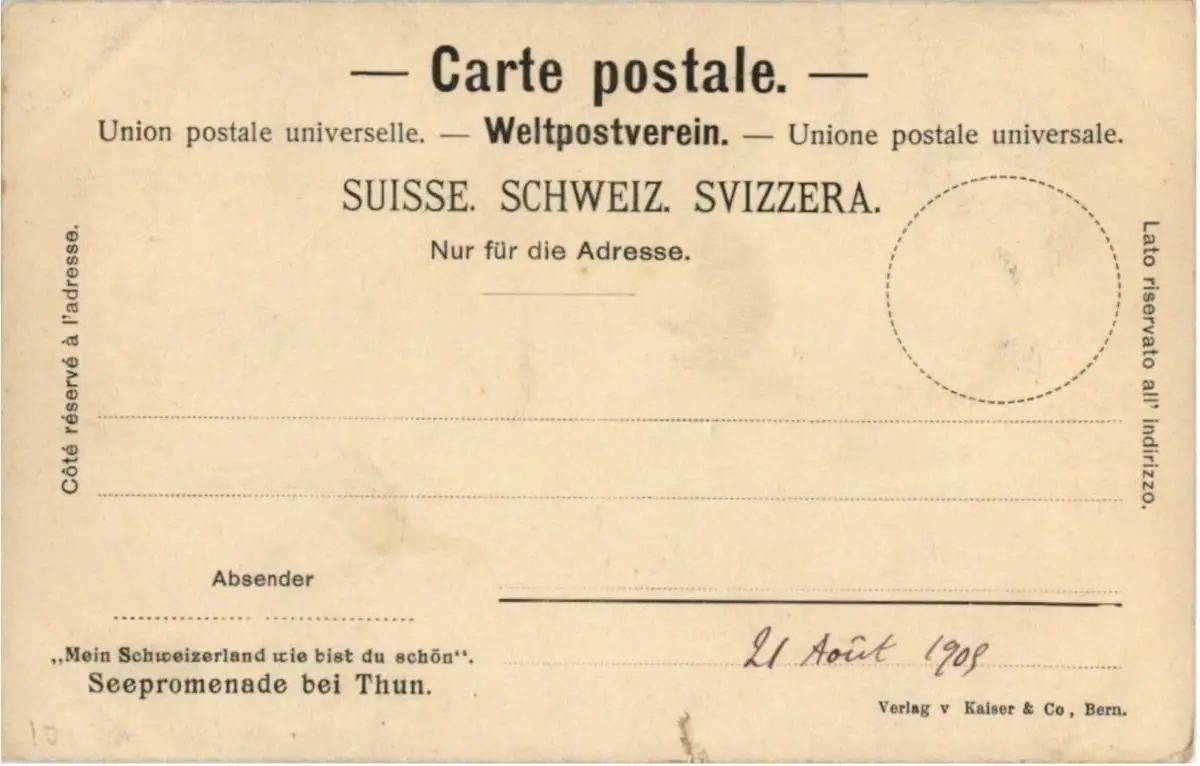 — Carte postale. —
Union postale universelle. — Weltpostverein. — Unione postale universale.
SUISSE. SCHWEIZ. SVIZZERA.
Nur für die Adresse.
Côté réservé à l'adresse.
Lato riservato all' indirizzo.
Absender
„Mein Schweizerland wie bist du schön“.
Seepromenade bei Thun.
21 Août 1905
Verlag v Kaiser & Co, Bern.
10